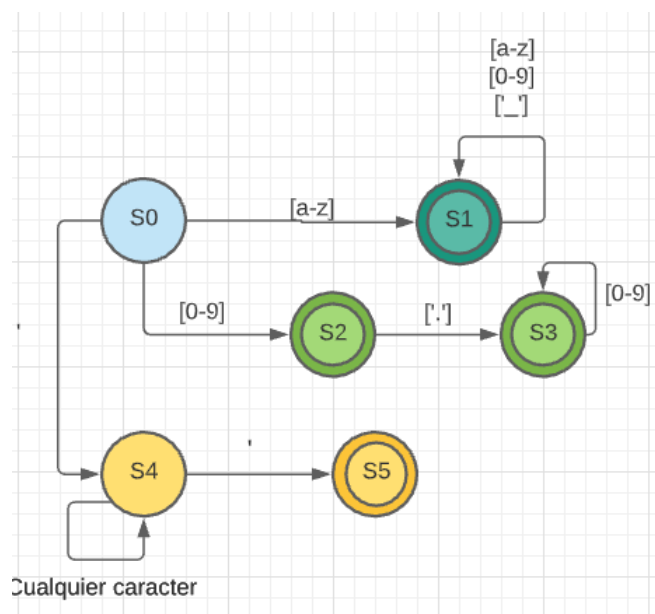 [a-z]
[0-9]
['_']
S0
[a-z]
S1
[0-9]
S2
['.']
S3
[0-9]
'
S4
'
S5
Cualquier caracter